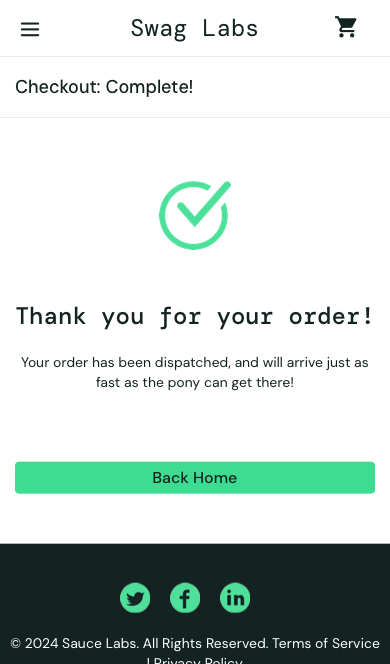 Swag Labs
Checkout: Complete!
Thank you for your order!
Your order has been dispatched, and will arrive just as
fast as the pony can get there!
Back Home
© 2024 Sauce Labs. All Rights Reserved. Terms of Service
| Privacy Policy